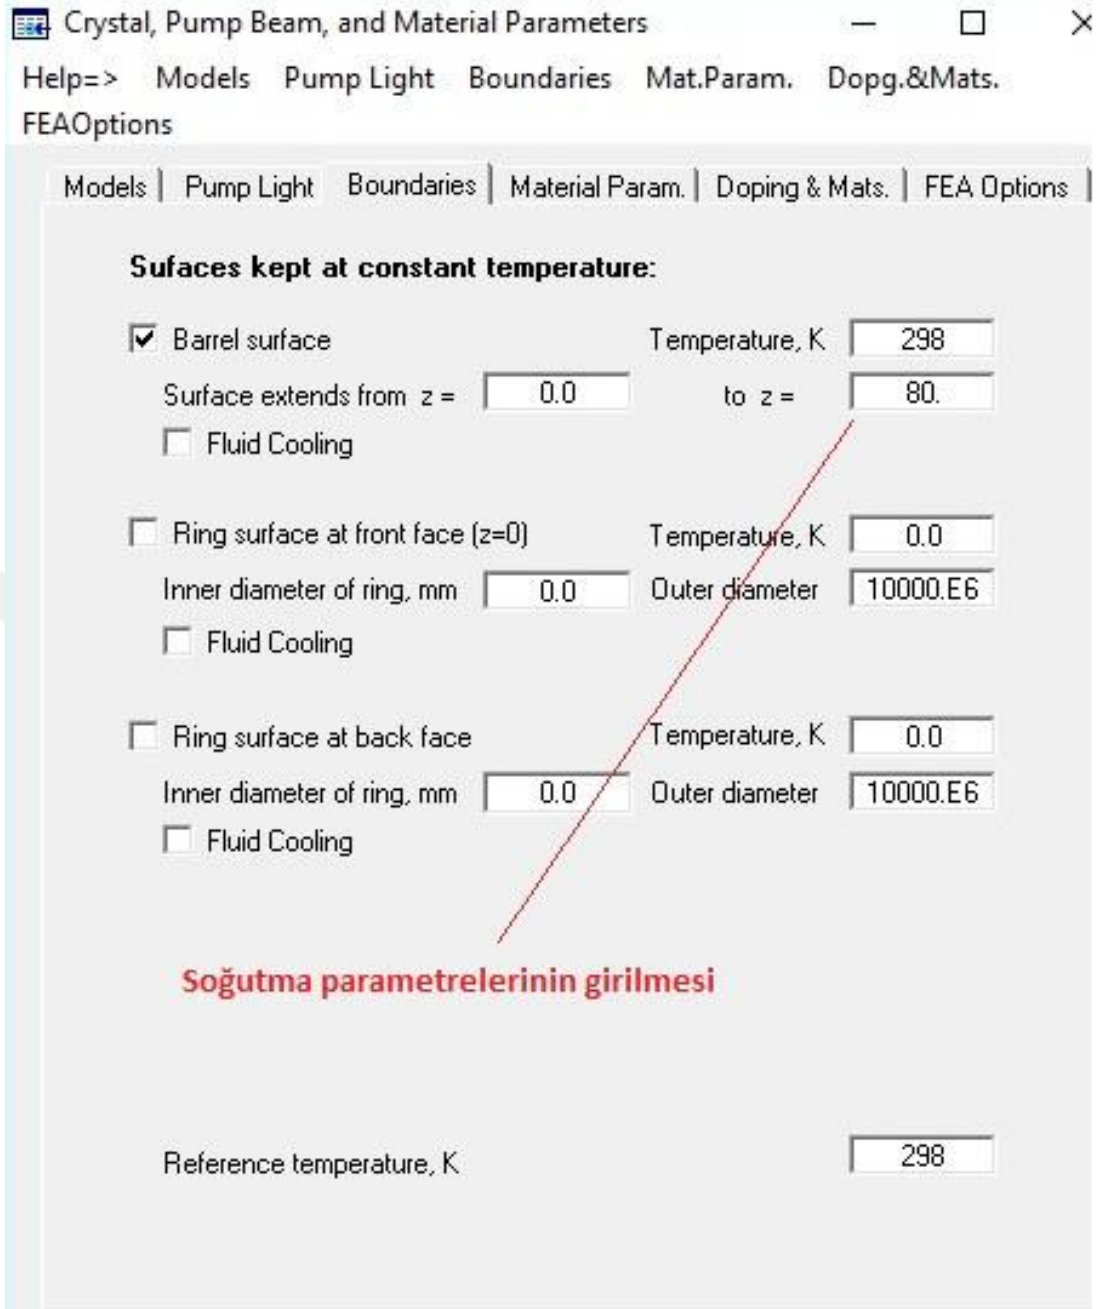 Crystal, Pump Beam, and Material Parameters
Help=> Models Pump Light Boundaries Mat.Param. Dopg.&Mats.
FEAOptions
Models Pump Light Boundaries Material Param. Doping & Mats. FEA Options
Sufaces kept at constant temperature:
Barrel surface Temperature, K 298
Surface extends from z = 0.0 to z = 80.
Fluid Cooling
Ring surface at front face (z=0) Temperature, K 0.0
Inner diameter of ring, mm 0.0 Outer diameter 10000.E6
Fluid Cooling
Ring surface at back face Temperature, K 0.0
Inner diameter of ring, mm 0.0 Outer diameter 10000.E6
Fluid Cooling
Soğutma parametrelerinin girilmesi
Reference temperature, K 298